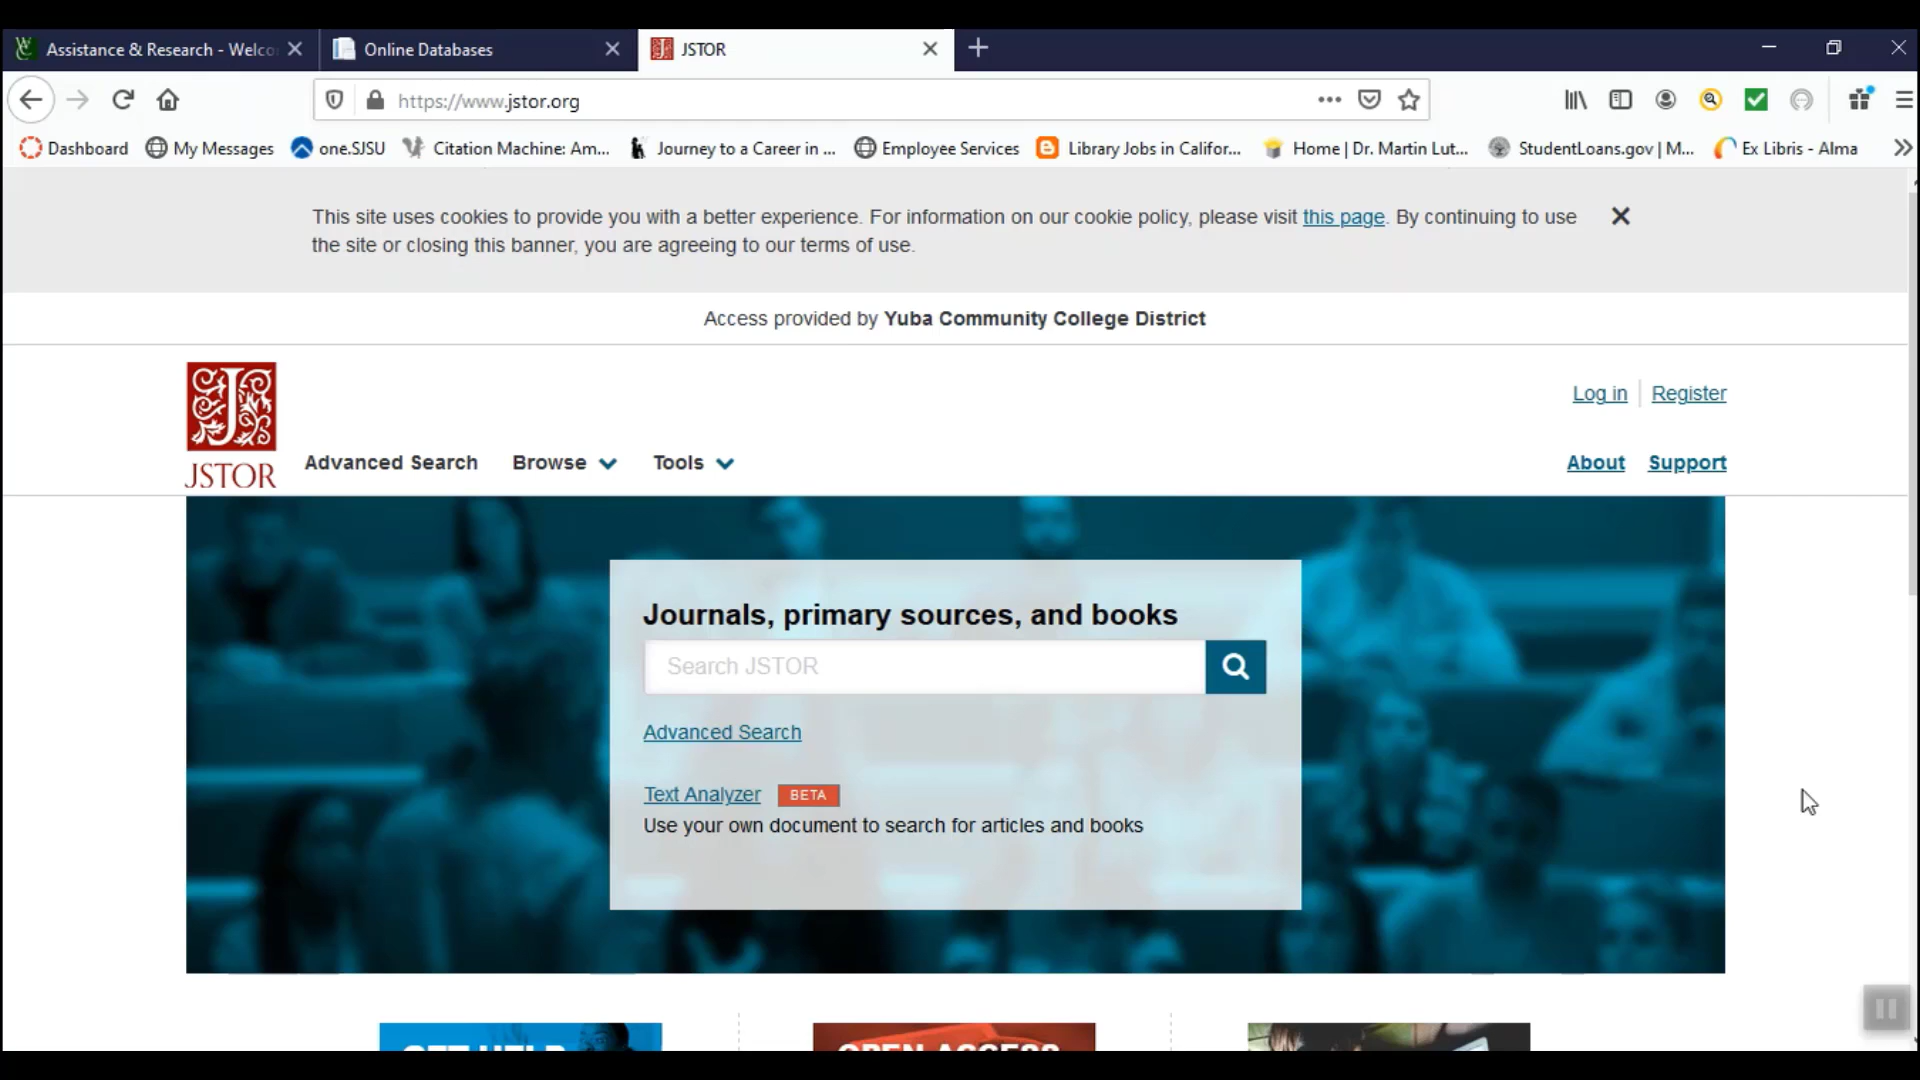 Assistance & Research - Welco
Online Databases
JSTOR
https://www.jstor.org
Dashboard
My Messages
one.SJSU
Citation Machine: Am...
Journey to a Career in ...
Employee Services
Library Jobs in Califor...
Home | Dr. Martin Lut...
StudentLoans.gov | M...
Ex Libris - Alma
This site uses cookies to provide you with a better experience. For information on our cookie policy, please visit this page. By continuing to use
the site or closing this banner, you are agreeing to our terms of use.
Access provided by Yuba Community College District
Log in
Register
JSTOR
Advanced Search
Browse
Tools
About
Support
Journals, primary sources, and books
Search JSTOR
Advanced Search
Text Analyzer
BETA
Use your own document to search for articles and books
GET HELP
OPEN ACCESS